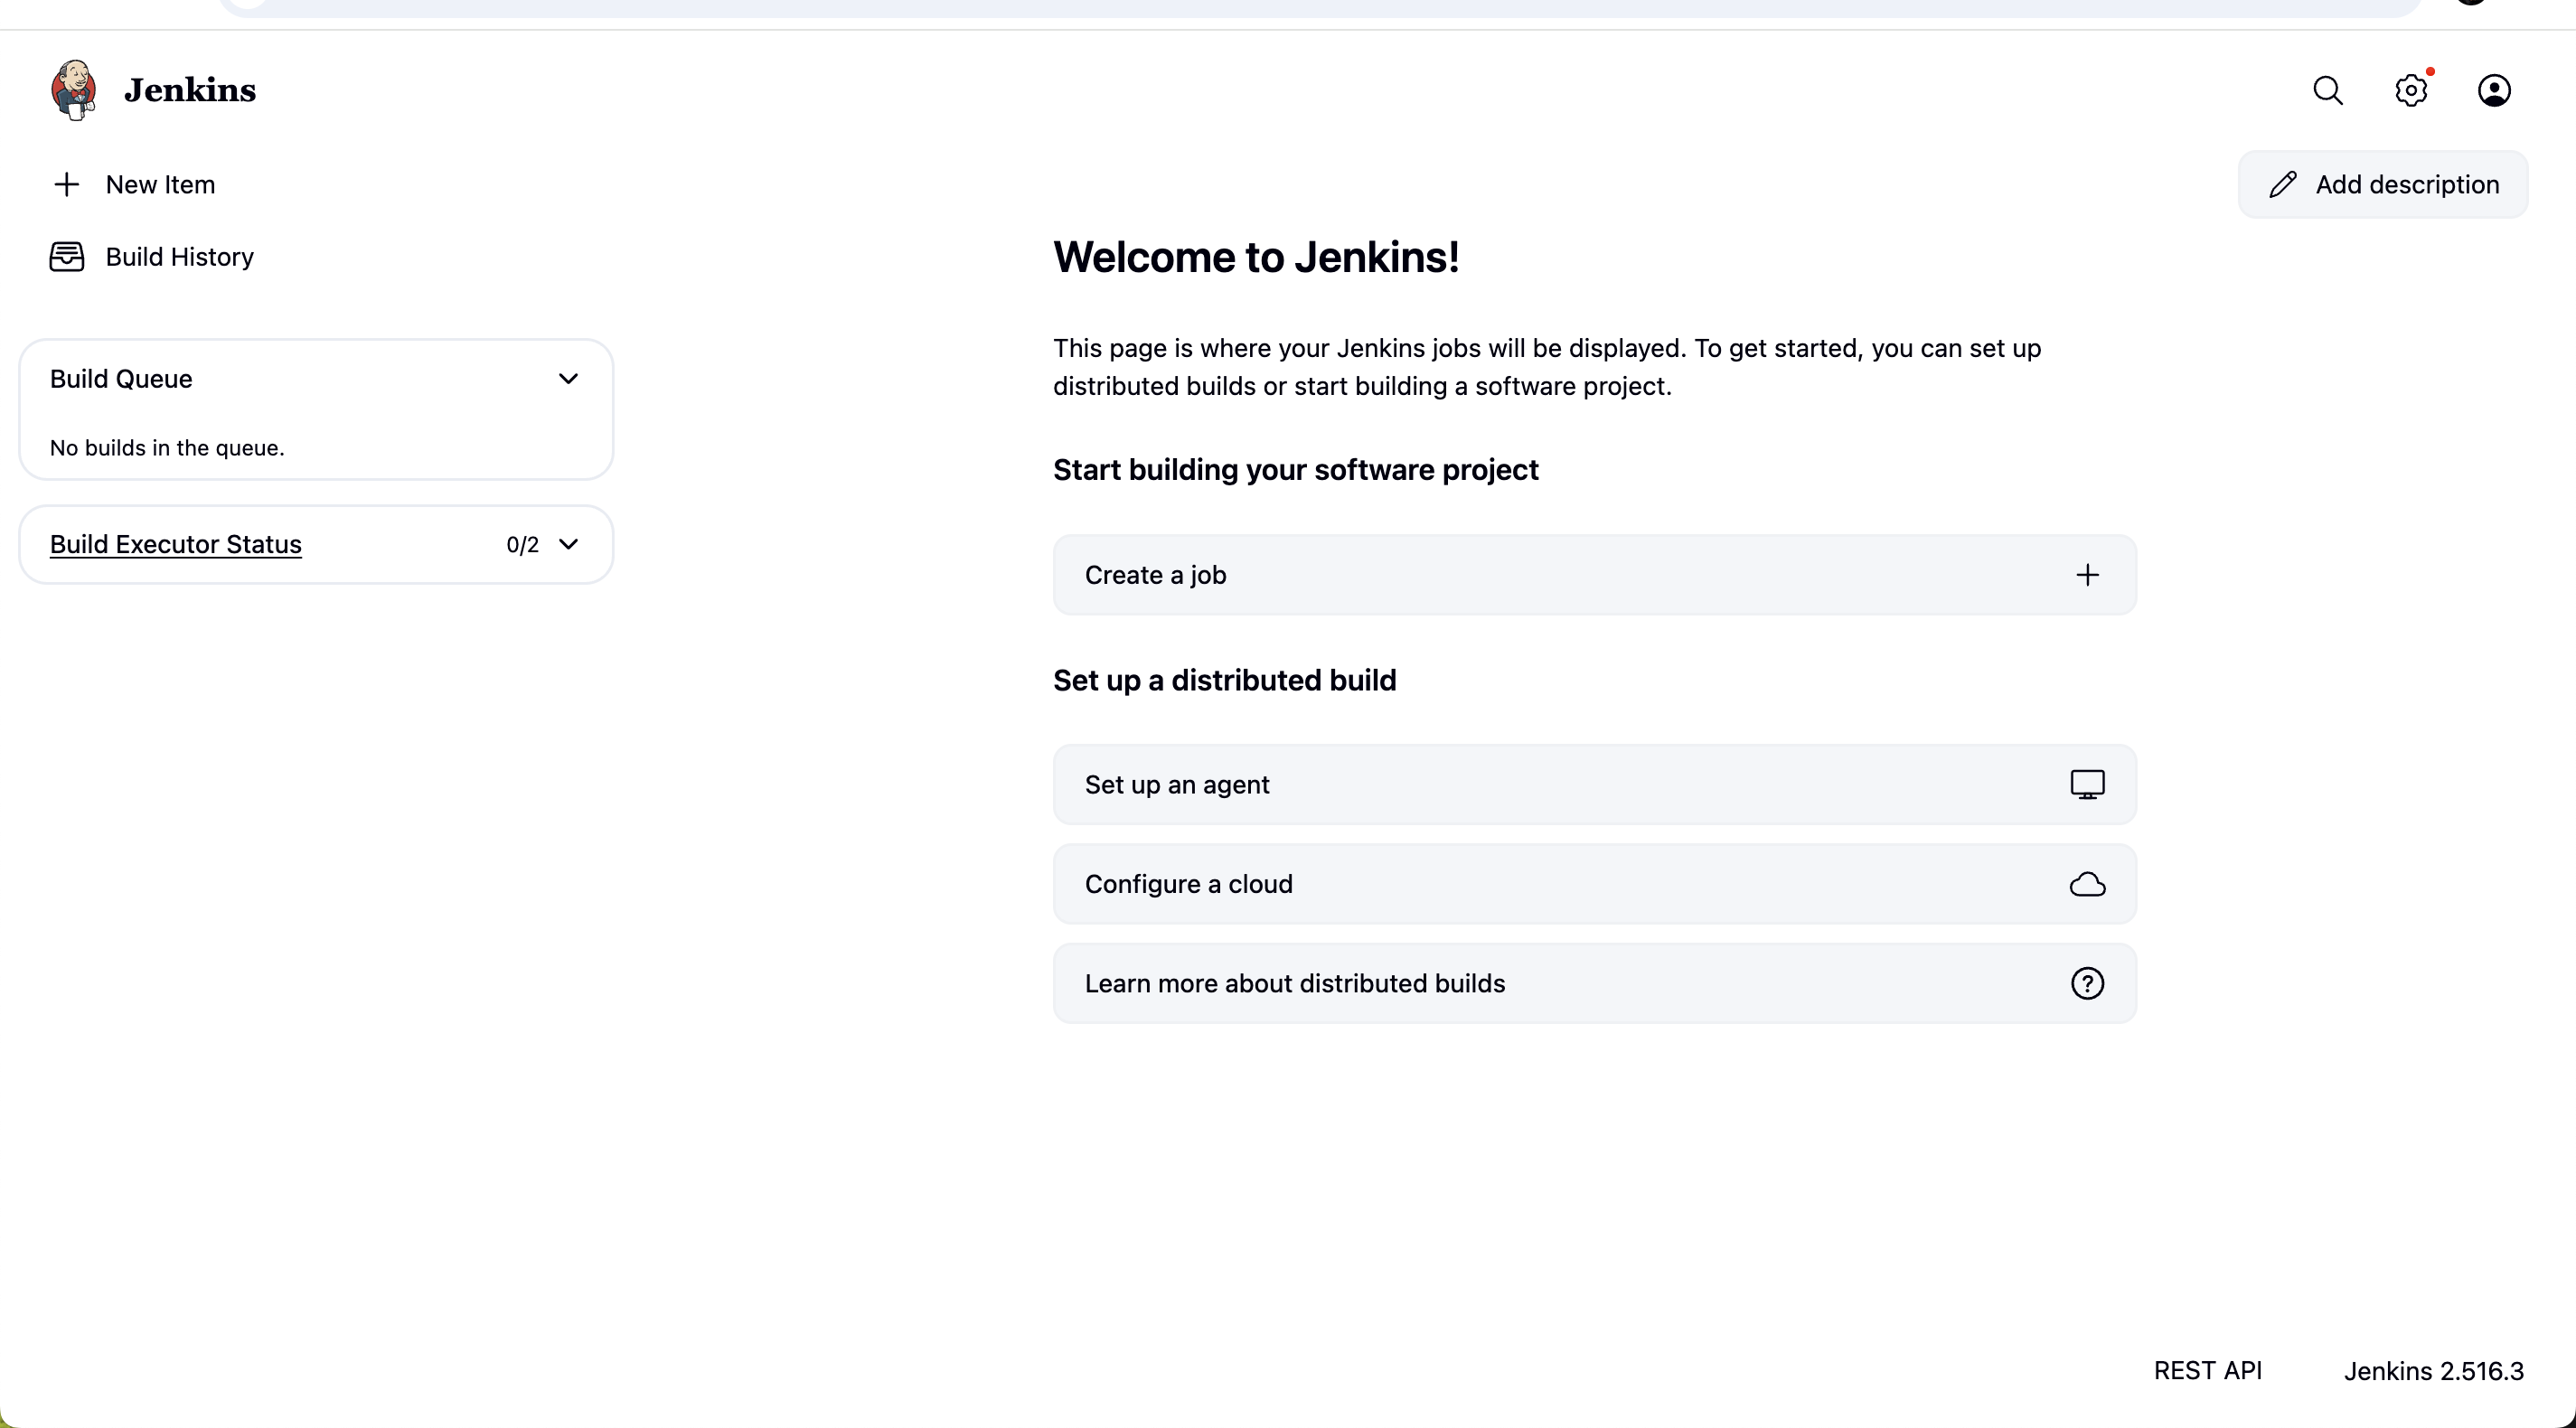 Jenkins
New Item
Add description
Build History
Build Queue
No builds in the queue.
Build Executor Status
0/2
Welcome to Jenkins!
This page is where your Jenkins jobs will be displayed. To get started, you can set up
distributed builds or start building a software project.
Start building your software project
Create a job
Set up a distributed build
Set up an agent
Configure a cloud
Learn more about distributed builds
REST API
Jenkins 2.516.3